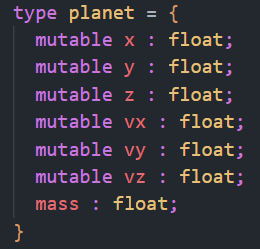 type planet = {
  mutable x : float;
  mutable y : float;
  mutable z : float;
  mutable vx : float;
  mutable vy : float;
  mutable vz : float;
  mass : float;
}